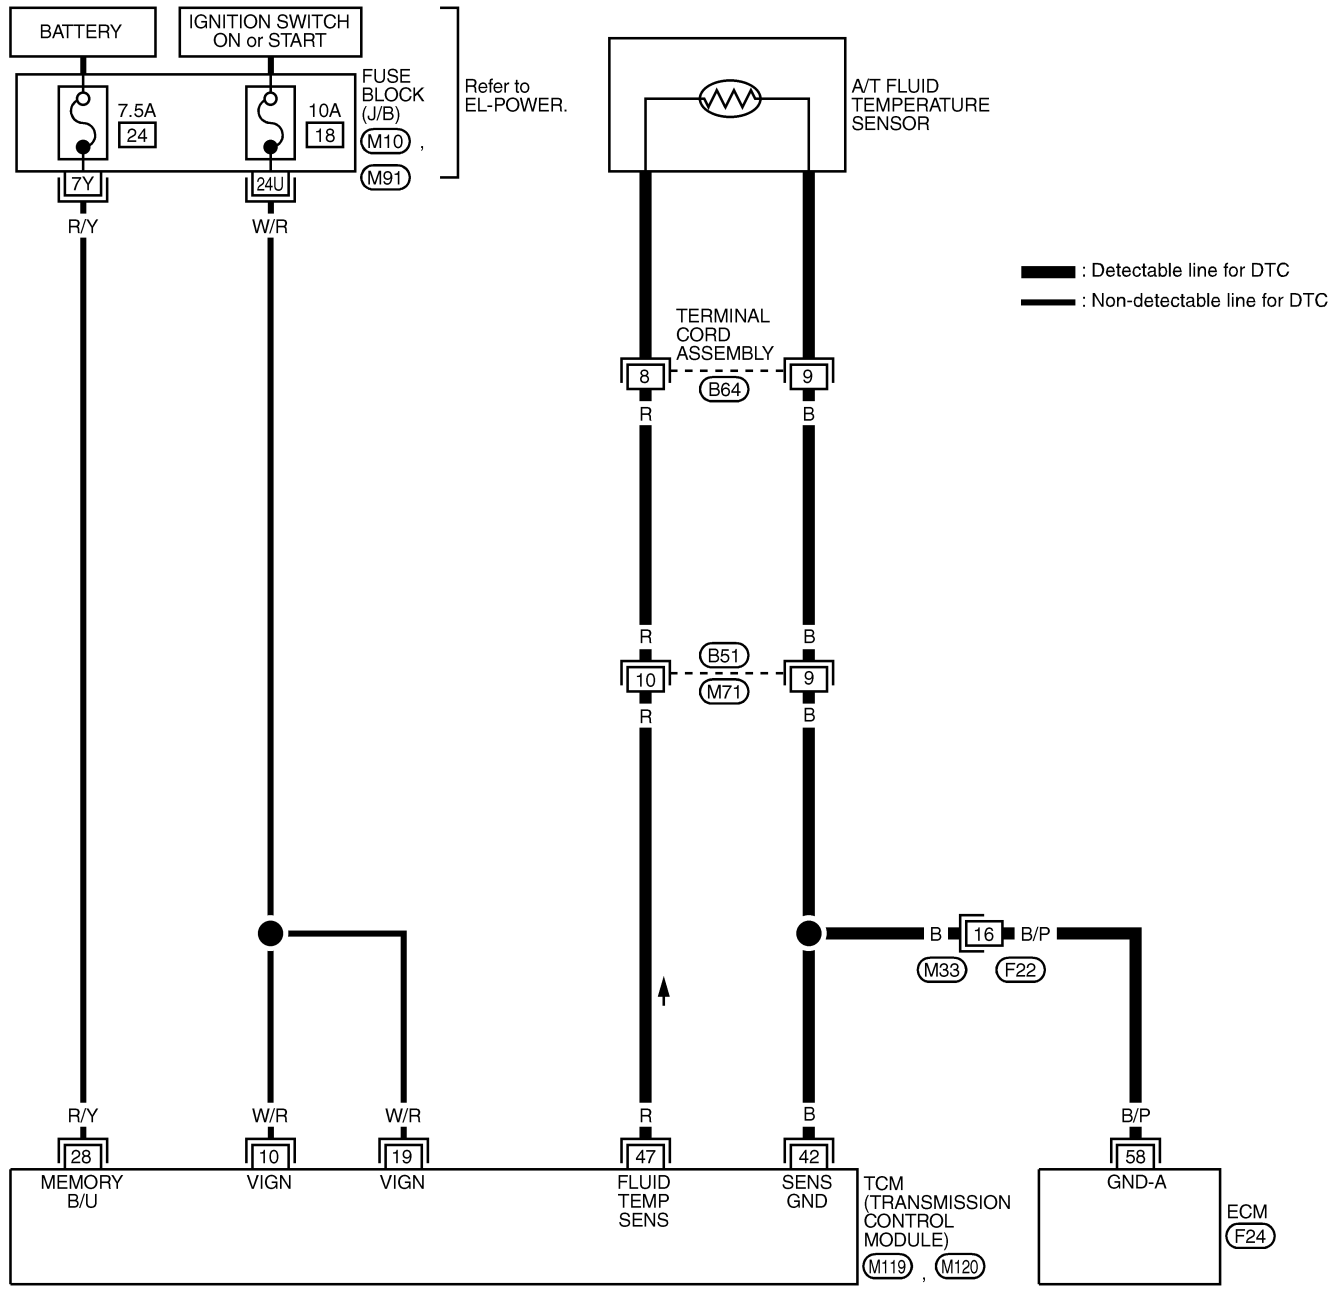 BATTERY
IGNITION SWITCH
ON or START
7.5A
24
10A
18
FUSE
BLOCK
(J/B)
M10 ,
M91
Refer to
EL-POWER.
7Y
24U
R/Y
W/R
A/T FLUID
TEMPERATURE
SENSOR
: Detectable line for DTC
: Non-detectable line for DTC
TERMINAL
CORD
ASSEMBLY
8
B64
9
R
B
R
B
B51
10
9
M71
R
B
B
16
B/P
M33
F22
R/Y
W/R
W/R
R
B
B/P
28
10
19
47
42
58
MEMORY
B/U
VIGN
VIGN
FLUID
TEMP
SENS
SENS
GND
TCM
(TRANSMISSION
CONTROL
MODULE)
M119 , M120
GND-A
ECM
F24